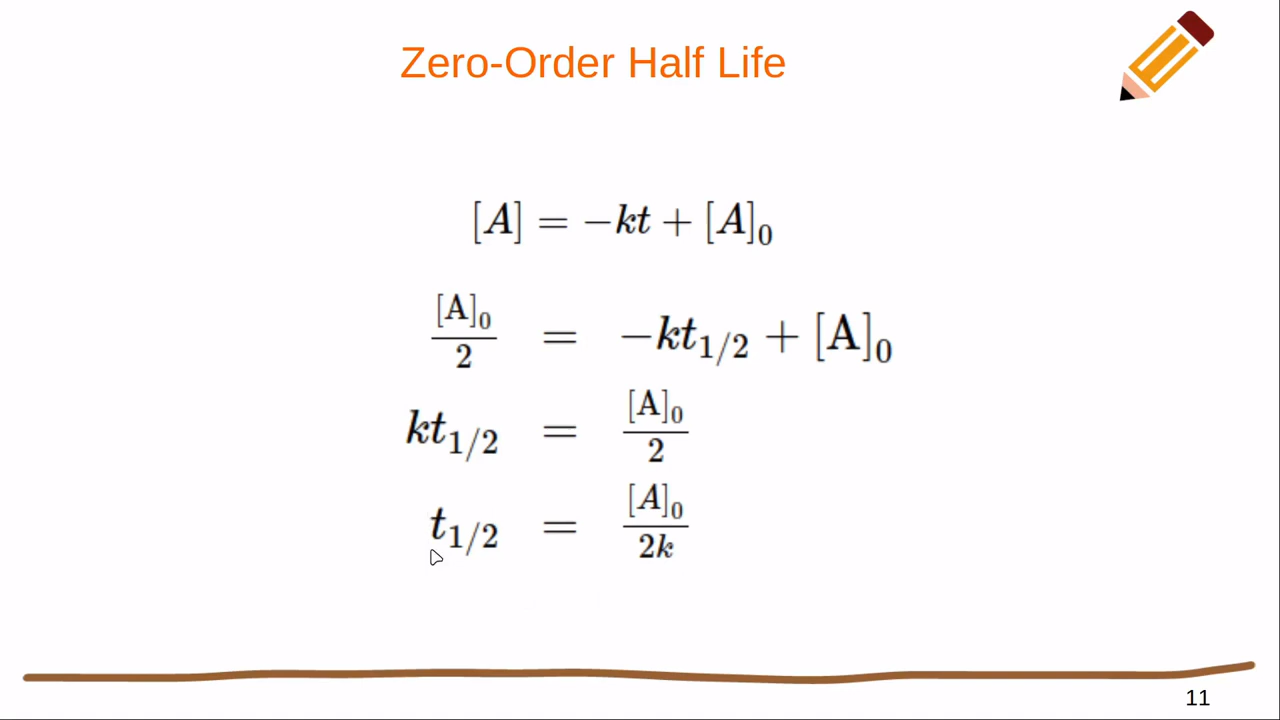 Zero-Order Half Life
[A] = −kt + [A]₀
[A]₀/2 = −kt₁/₂ + [A]₀
kt₁/₂ = [A]₀/2
t₁/₂ = [A]₀/2k
11